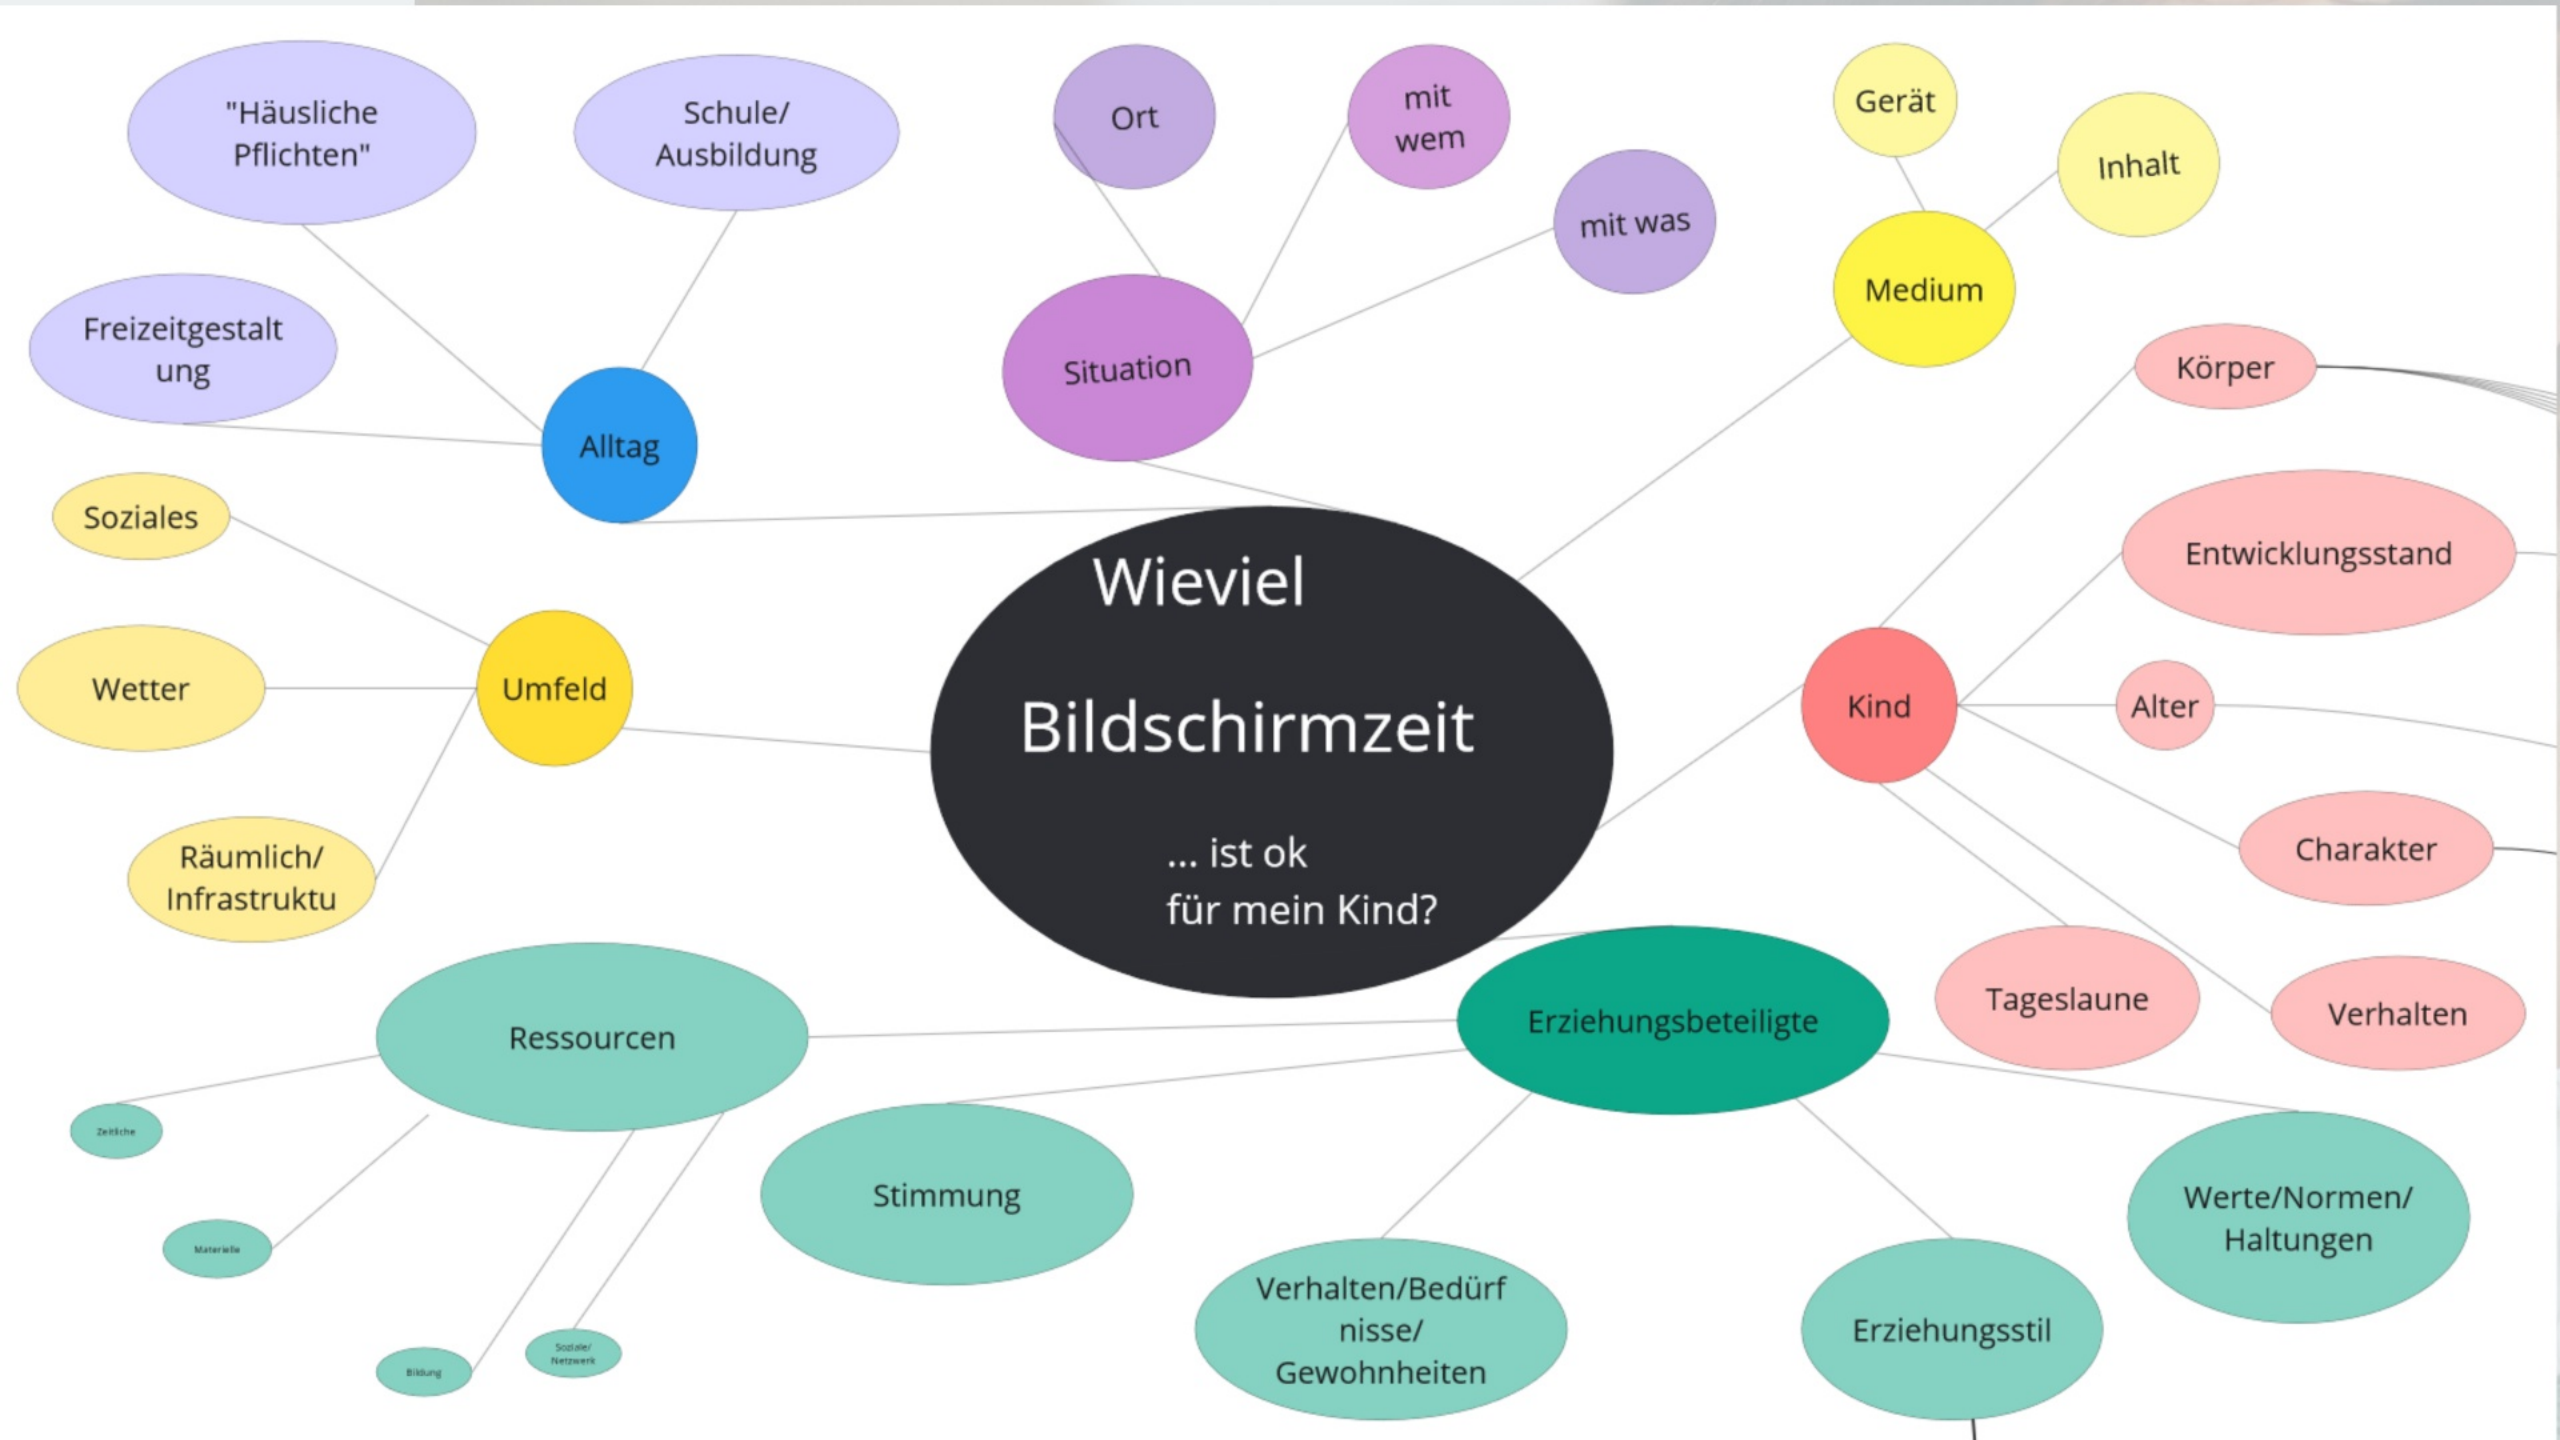 "Häusliche
Pflichten"
Schule/
Ausbildung
Freizeitgestalt
ung
Alltag
Ort
mit
wem
mit was
Situation
Gerät
Inhalt
Medium
Soziales
Wetter
Umfeld
Räumlich/
Infrastruktu
Wieviel
Bildschirmzeit
... ist ok
für mein Kind?
Körper
Entwicklungsstand
Kind
Alter
Charakter
Tageslaune
Verhalten
Ressourcen
Erziehungsbeteiligte
Zeitliche
Materielle
Bildung
Soziale/
Netzwerk
Stimmung
Verhalten/Bedürf
nisse/
Gewohnheiten
Erziehungsstil
Werte/Normen/
Haltungen